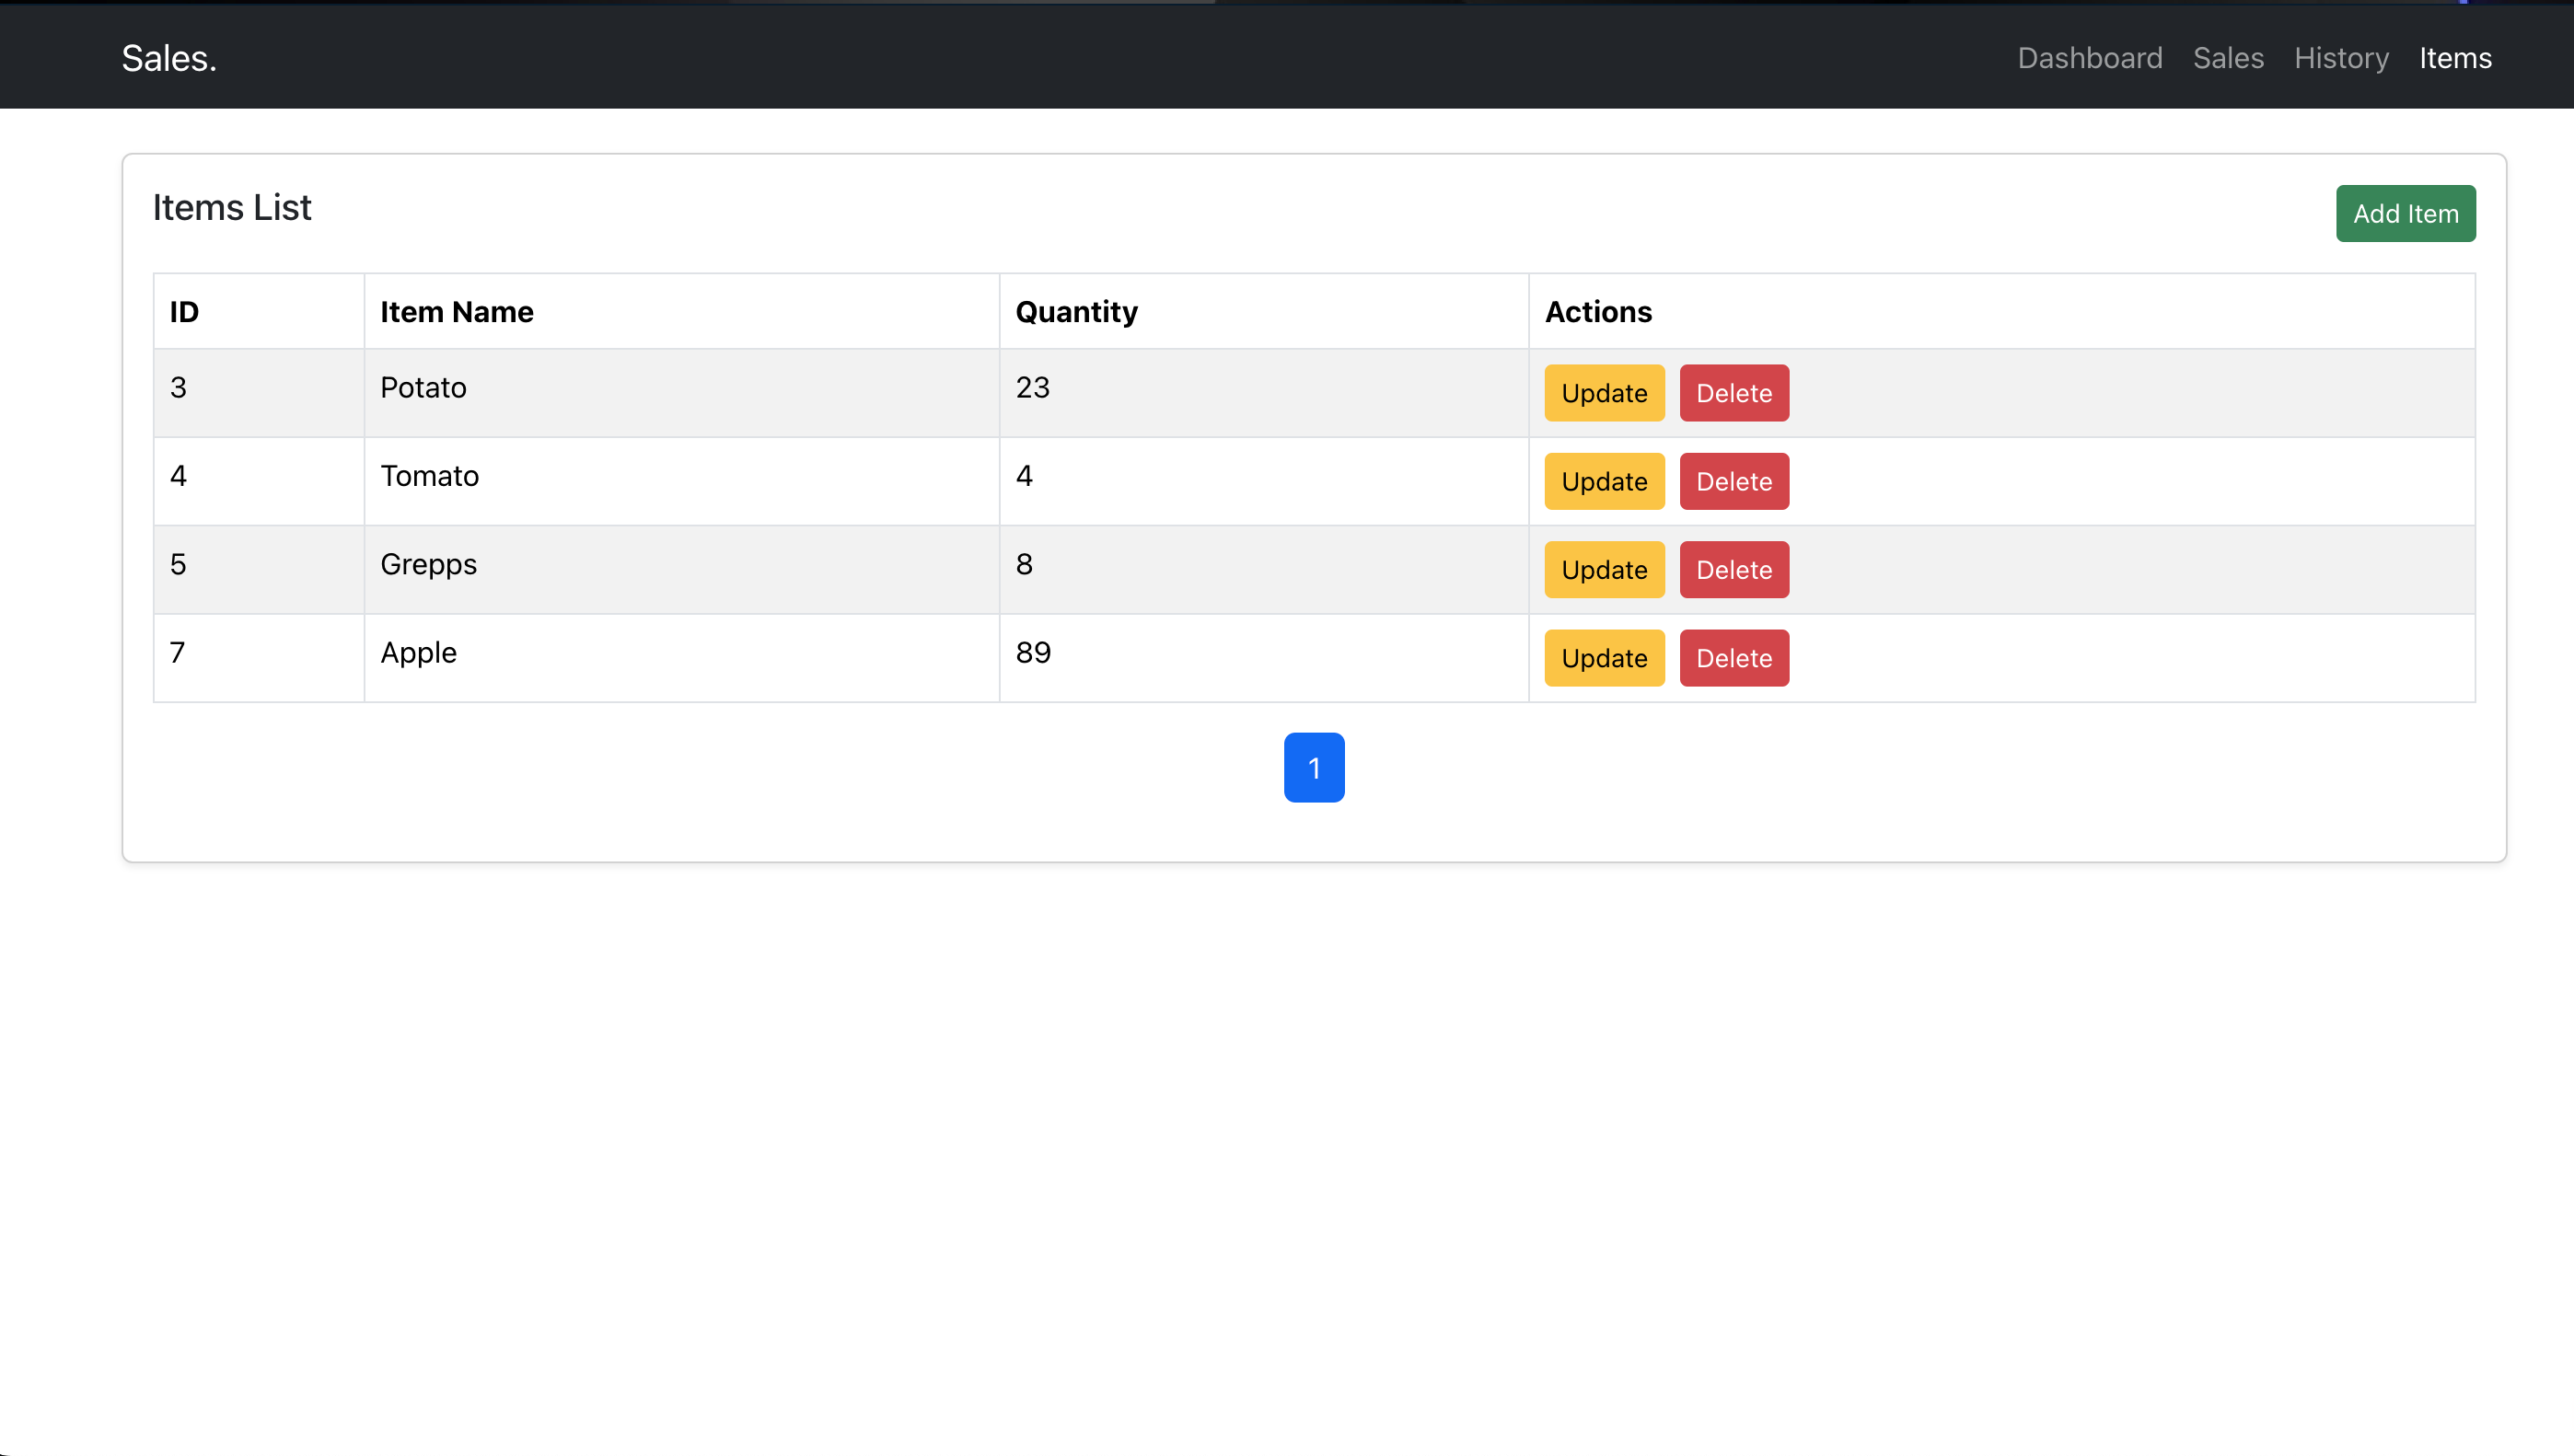 Sales. Dashboard Sales History Items
Items List Add Item
ID Item Name Quantity Actions
3 Potato 23 Update Delete
4 Tomato 4 Update Delete
5 Grepps 8 Update Delete
7 Apple 89 Update Delete
1